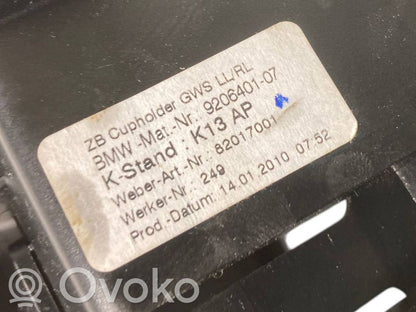 ZB Cupholder GWS LL/RL
BMW-Mat.-Nr.: 9206401-07
K-Stand : K13 AP
Weber-Art.-Nr.: 82017001
Werker-Nr.: 249
Prod.-Datum: 14.01.2010 07:52
Ovoko